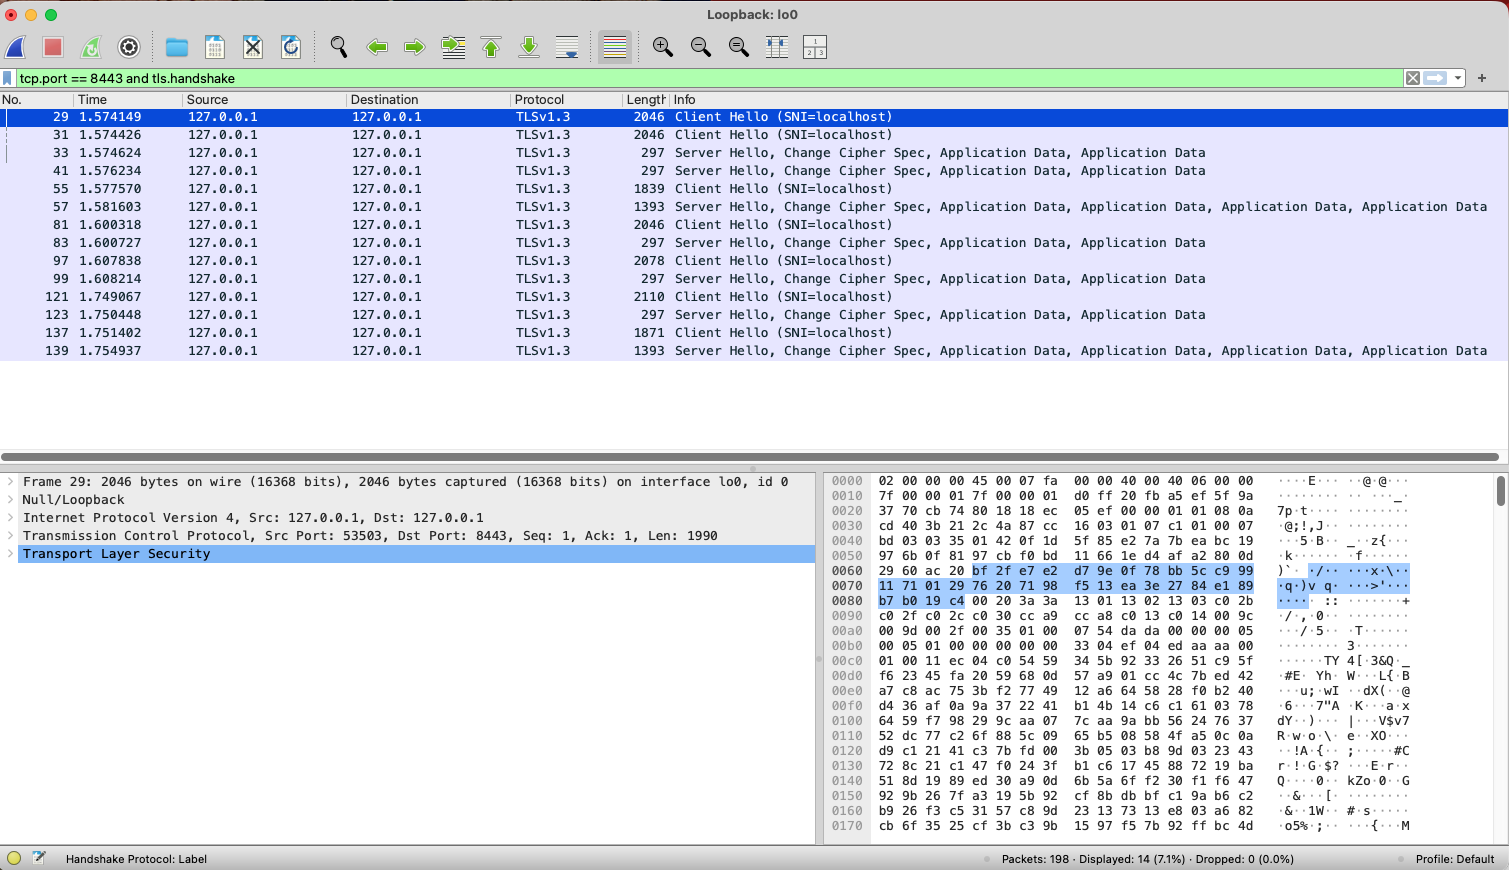 Loopback: lo0
tcp.port == 8443 and tls.handshake
No. Time Source Destination Protocol Length Info
29 1.574149 127.0.0.1 127.0.0.1 TLSv1.3 2046 Client Hello (SNI=localhost)
31 1.574426 127.0.0.1 127.0.0.1 TLSv1.3 2046 Client Hello (SNI=localhost)
33 1.574624 127.0.0.1 127.0.0.1 TLSv1.3 297 Server Hello, Change Cipher Spec, Application Data, Application Data
41 1.576234 127.0.0.1 127.0.0.1 TLSv1.3 297 Server Hello, Change Cipher Spec, Application Data, Application Data
55 1.577570 127.0.0.1 127.0.0.1 TLSv1.3 1839 Client Hello (SNI=localhost)
57 1.581603 127.0.0.1 127.0.0.1 TLSv1.3 1393 Server Hello, Change Cipher Spec, Application Data, Application Data, Application Data, Application Data
81 1.600318 127.0.0.1 127.0.0.1 TLSv1.3 2046 Client Hello (SNI=localhost)
83 1.600727 127.0.0.1 127.0.0.1 TLSv1.3 297 Server Hello, Change Cipher Spec, Application Data, Application Data
97 1.607838 127.0.0.1 127.0.0.1 TLSv1.3 2078 Client Hello (SNI=localhost)
99 1.608214 127.0.0.1 127.0.0.1 TLSv1.3 297 Server Hello, Change Cipher Spec, Application Data, Application Data
121 1.749067 127.0.0.1 127.0.0.1 TLSv1.3 2110 Client Hello (SNI=localhost)
123 1.750448 127.0.0.1 127.0.0.1 TLSv1.3 297 Server Hello, Change Cipher Spec, Application Data, Application Data
137 1.751402 127.0.0.1 127.0.0.1 TLSv1.3 1871 Client Hello (SNI=localhost)
139 1.754937 127.0.0.1 127.0.0.1 TLSv1.3 1393 Server Hello, Change Cipher Spec, Application Data, Application Data, Application Data, Application Data
Frame 29: 2046 bytes on wire (16368 bits), 2046 bytes captured (16368 bits) on interface lo0, id 0
Null/Loopback
Internet Protocol Version 4, Src: 127.0.0.1, Dst: 127.0.0.1
Transmission Control Protocol, Src Port: 53503, Dst Port: 8443, Seq: 1, Ack: 1, Len: 1990
Transport Layer Security
0000 02 00 00 00 45 00 07 fa 00 00 40 00 40 06 00 00
0010 7f 00 00 01 7f 00 00 01 d0 ff 20 fb a5 ef 5f 9a
0020 37 70 cb 74 80 18 18 ec 05 ef 00 00 01 01 08 0a
0030 cd 40 3b 21 2c 4a 87 cc 16 03 01 07 c1 01 00 07
0040 bd 03 03 35 01 42 0f 1d 5f 85 e2 7a 7b ea bc 19
0050 97 6b 0f 81 97 cb f0 bd 11 66 1e d4 af a2 80 0d
0060 29 60 ac 20 bf 2f e7 e2 d7 9e 0f 78 bb 5c c9 99
0070 11 71 01 29 76 20 71 98 f5 13 ea 3e 27 84 e1 89
0080 b7 b0 19 c4 00 20 3a 3a 13 01 13 02 13 03 c0 2b
0090 c0 2f c0 2c c0 30 cc a9 cc a8 c0 13 c0 14 00 9c
00a0 00 9d 00 2f 00 35 01 00 07 54 da da 00 00 00 05
00b0 00 05 01 00 00 00 00 00 33 04 ef 04 ed aa aa 00
00c0 01 00 11 ec 04 c0 54 59 34 5b 92 33 26 51 c9 5f
00d0 f6 23 45 fa 20 59 68 0d 57 a9 01 cc 4c 7b ed 42
00e0 a7 c8 ac 75 3b f2 77 49 12 a6 64 58 28 f0 b2 40
00f0 d4 36 af 0a 9a 37 22 41 b1 4b 14 c6 c1 61 03 78
0100 64 59 f7 98 29 9c aa 07 7c aa 9a bb 56 24 76 37
0110 52 dc 77 c2 6f 88 5c 09 65 b5 08 58 4f a5 0c 0a
0120 d9 c1 21 41 c3 7b fd 00 3b 05 03 b8 9d 03 23 43
0130 72 8c 21 c1 47 f0 24 3f b1 c6 17 45 88 72 19 ba
0140 51 8d 19 89 ed 30 a9 0d 6b 5a 6f f2 30 f1 f6 47
0150 92 9b 26 7f a3 19 5b 92 cf 8b db bf c1 9a b6 c2
0160 b9 26 f3 c5 31 57 c8 9d 23 13 73 13 e8 03 a6 82
0170 cb 6f 35 25 cf 3b c3 9b 15 97 f5 7b 92 ff bc 4d
Handshake Protocol: Label
Packets: 198 · Displayed: 14 (7.1%) · Dropped: 0 (0.0%)
Profile: Default